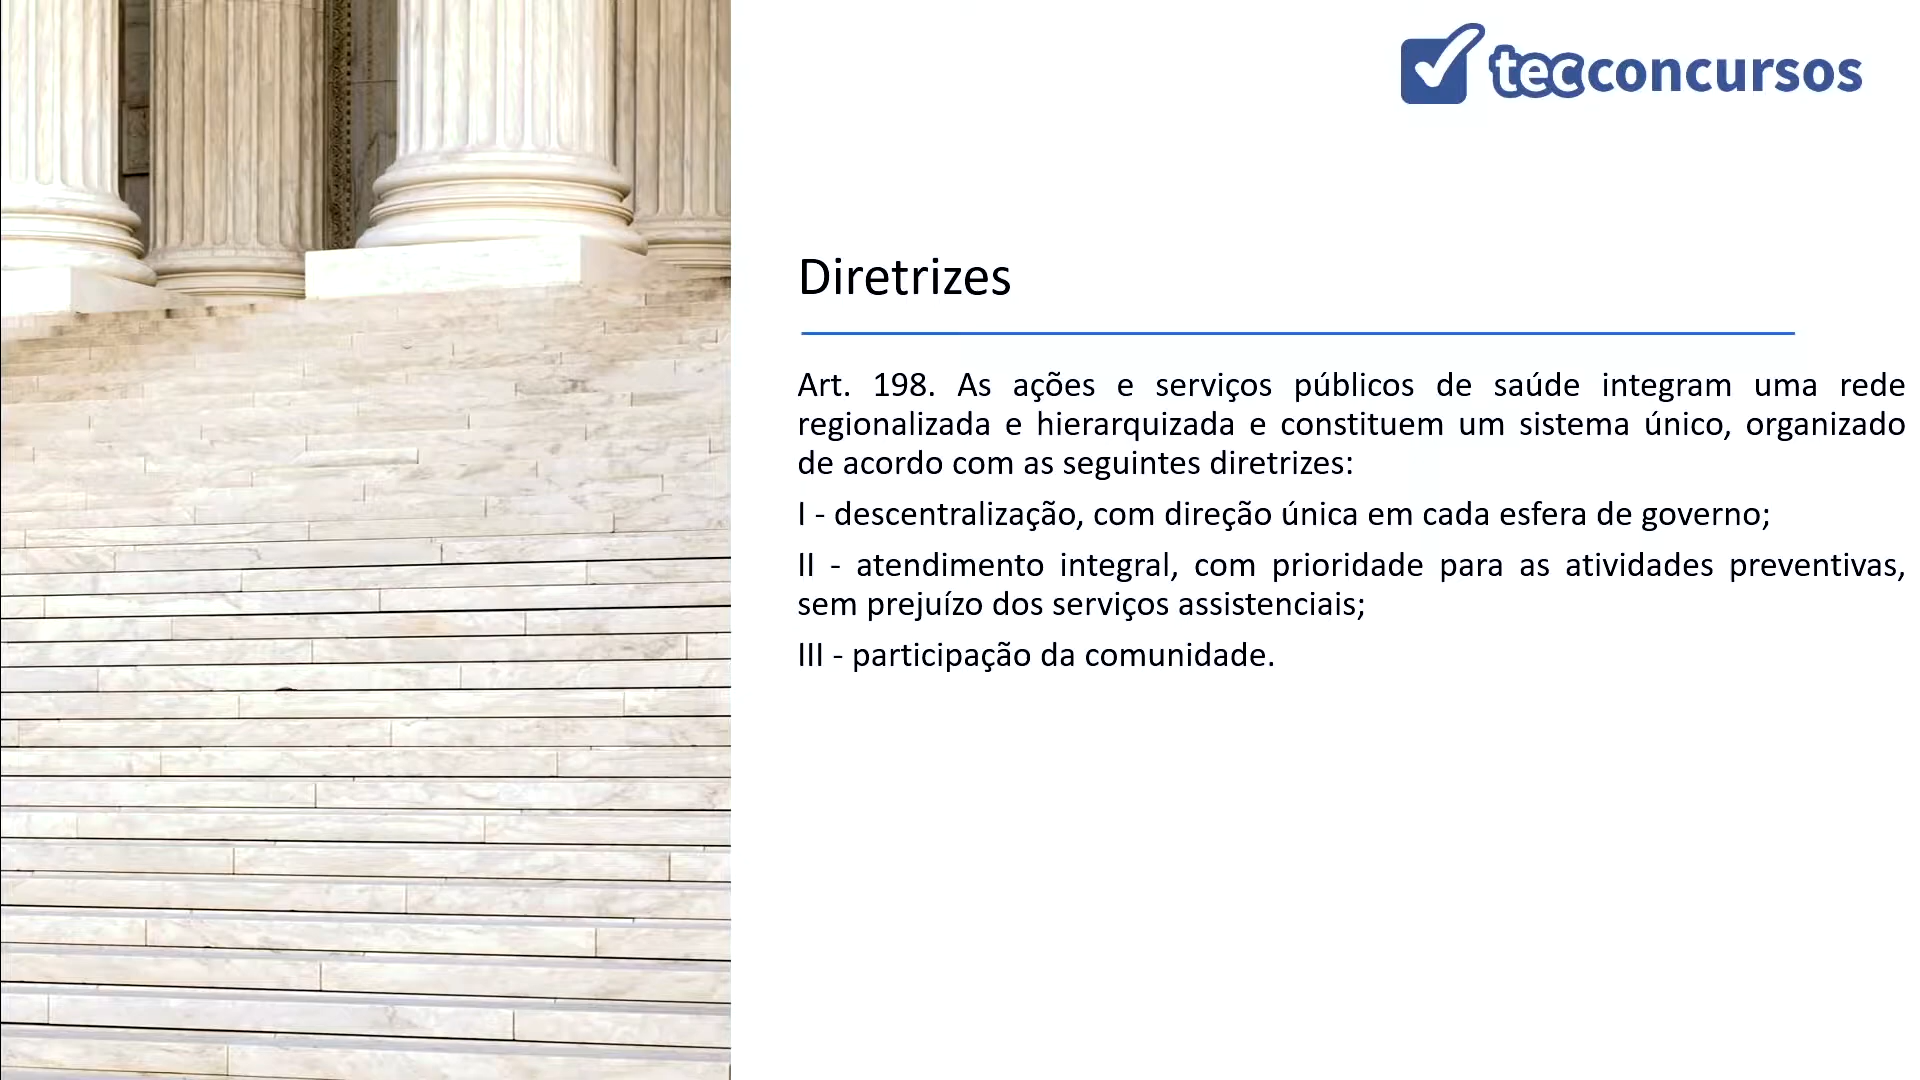 tecconcursos
Diretrizes
Art. 198. As ações e serviços públicos de saúde integram uma rede
regionalizada e hierarquizada e constituem um sistema único, organizado
de acordo com as seguintes diretrizes:
I - descentralização, com direção única em cada esfera de governo;
II - atendimento integral, com prioridade para as atividades preventivas,
sem prejuízo dos serviços assistenciais;
III - participação da comunidade.